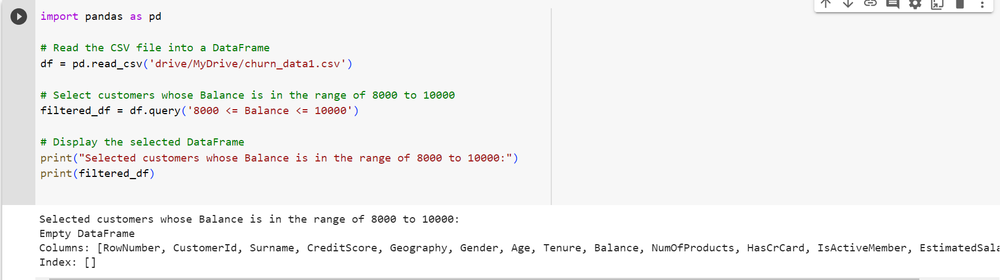 import pandas as pd
# Read the CSV file into a DataFrame
df = pd.read_csv('drive/MyDrive/churn_data1.csv')
# Select customers whose Balance is in the range of 8000 to 10000
filtered_df = df.query('8000 <= Balance <= 10000')
# Display the selected DataFrame
print("Selected customers whose Balance is in the range of 8000 to 10000:")
print(filtered_df)
Selected customers whose Balance is in the range of 8000 to 10000:
Empty DataFrame
Columns: [RowNumber, CustomerId, Surname, CreditScore, Geography, Gender, Age, Tenure, Balance, NumOfProducts, HasCrCard, IsActiveMember, EstimatedSala
Index: []